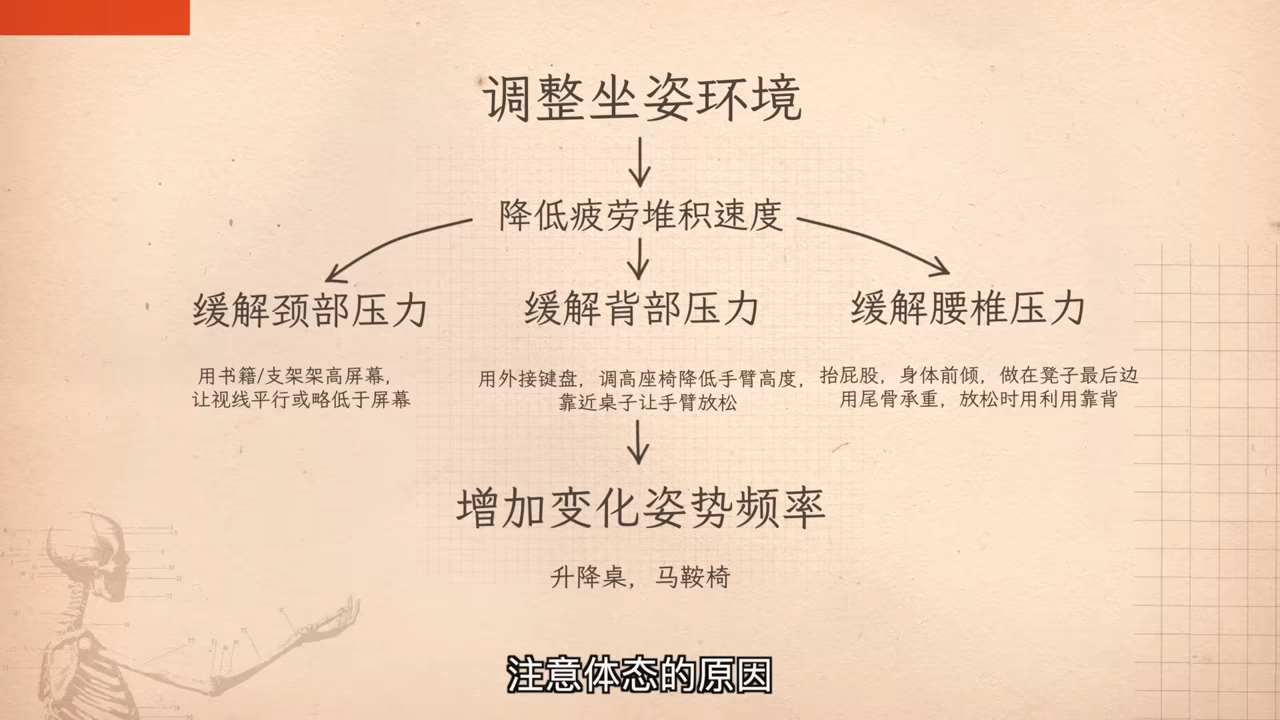 调整坐姿环境
降低疲劳堆积速度
缓解颈部压力
用书籍/支架架高屏幕，
让视线平行或略低于屏幕
缓解背部压力
用外接键盘，调高座椅降低手臂高度，
靠近桌子让手臂放松
缓解腰椎压力
抬屁股，身体前倾，做在凳子最后边
用尾骨承重，放松时用利用靠背
增加变化姿势频率
升降桌，马鞍椅
注意体态的原因